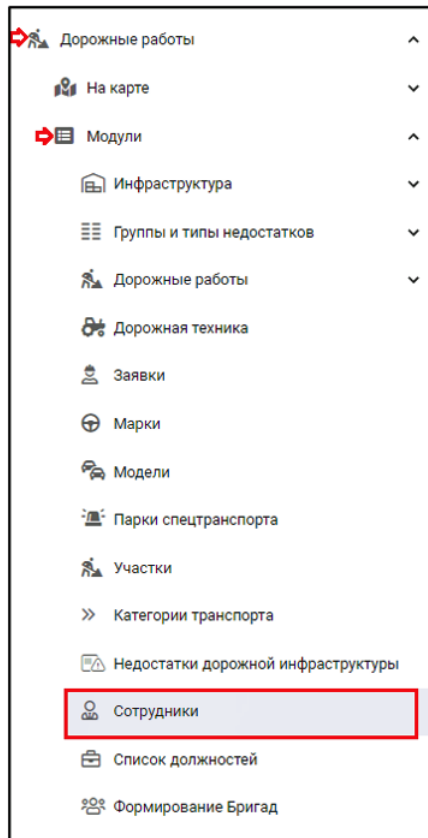 Дорожные работы
На карте
Модули
Инфраструктура
Группы и типы недостатков
Дорожные работы
Дорожная техника
Заявки
Марки
Модели
Парки спецтранспорта
Участки
Категории транспорта
Недостатки дорожной инфраструктуры
Сотрудники
Список должностей
Формирование Бригад